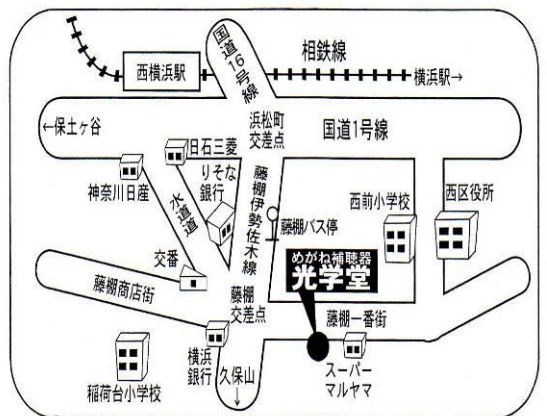 国道16号線
相鉄線
西横浜駅
横浜駅→
←保土ヶ谷
浜松町
交差点
国道1号線
旧石三菱
神奈川日産
りそな
銀行
水道道
藤棚伊勢佐木線
藤棚バス停
西前小学校
西区役所
交番
めがね補聴器
光学堂
藤棚商店街
藤棚
交差点
藤棚一番街
横浜
銀行
久保山
↓
スーパー
マルヤマ
稲荷台小学校